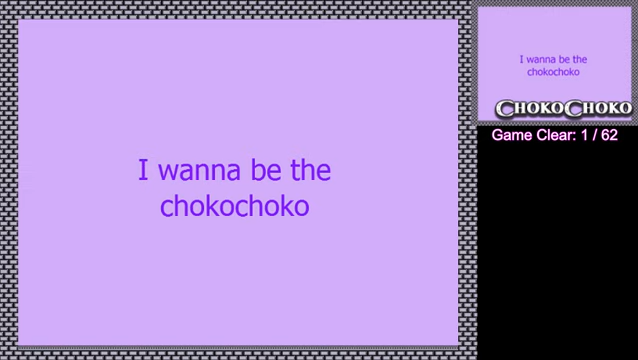 I wanna be the
chokochoko
I wanna be the
chokochoko
CHOKOCHOKO
Game Clear: 1 / 62